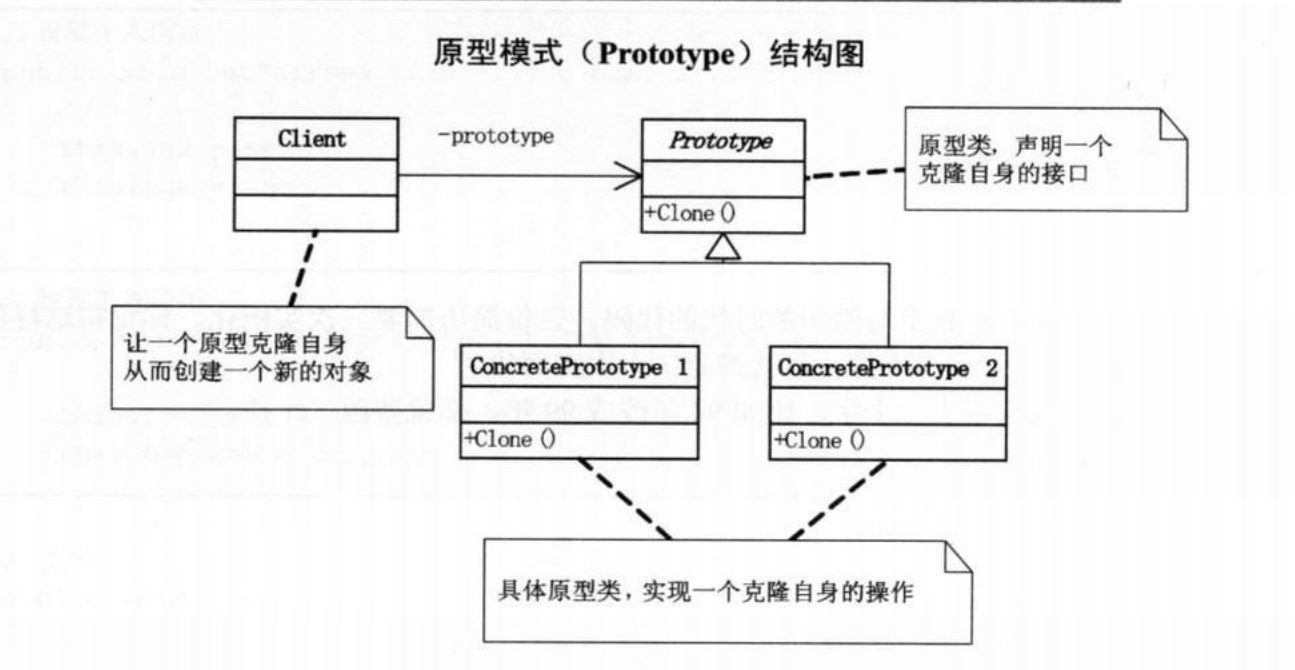 原型模式（Prototype）结构图
Client
-prototype
Prototype
+Clone()
原型类，声明一个
克隆自身的接口
让一个原型克隆自身
从而创建一个新的对象
ConcretePrototype 1
+Clone()
ConcretePrototype 2
+Clone()
具体原型类，实现一个克隆自身的操作